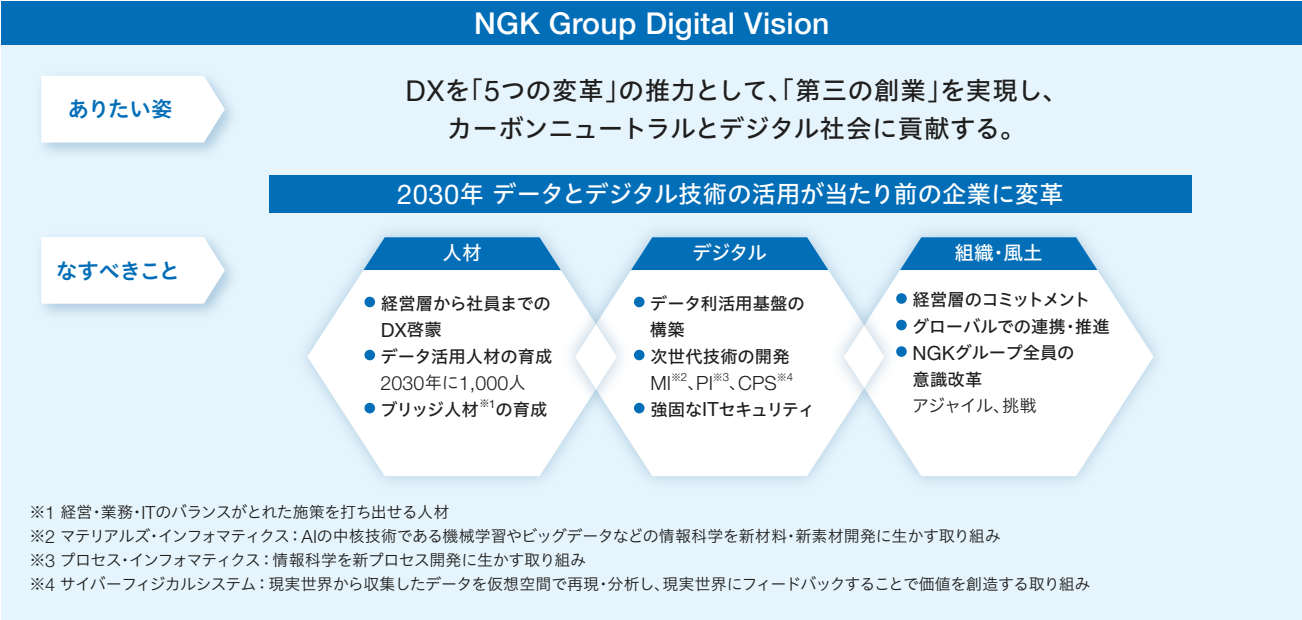 NGK Group Digital Vision
ありたい姿
DXを「5つの変革」の推力として、「第三の創業」を実現し、
カーボンニュートラルとデジタル社会に貢献する。
2030年 データとデジタル技術の活用が当たり前の企業に変革
なすべきこと
人材
● 経営層から社員までの
DX啓蒙
● データ活用人材の育成
2030年に1,000人
● ブリッジ人材※1の育成
デジタル
● データ利活用基盤の
構築
● 次世代技術の開発
MI※2、PI※3、CPS※4
● 強固なITセキュリティ
組織・風土
● 経営層のコミットメント
● グローバルでの連携・推進
● NGKグループ全員の
意識改革
アジャイル、挑戦
※1 経営・業務・ITのバランスがとれた施策を打ち出せる人材
※2 マテリアルズ・インフォマティクス：AIの中核技術である機械学習やビッグデータなどの情報科学を新材料・新素材開発に生かす取り組み
※3 プロセス・インフォマティクス：情報科学を新プロセス開発に生かす取り組み
※4 サイバーフィジカルシステム：現実世界から収集したデータを仮想空間で再現・分析し、現実世界にフィードバックすることで価値を創造する取り組み